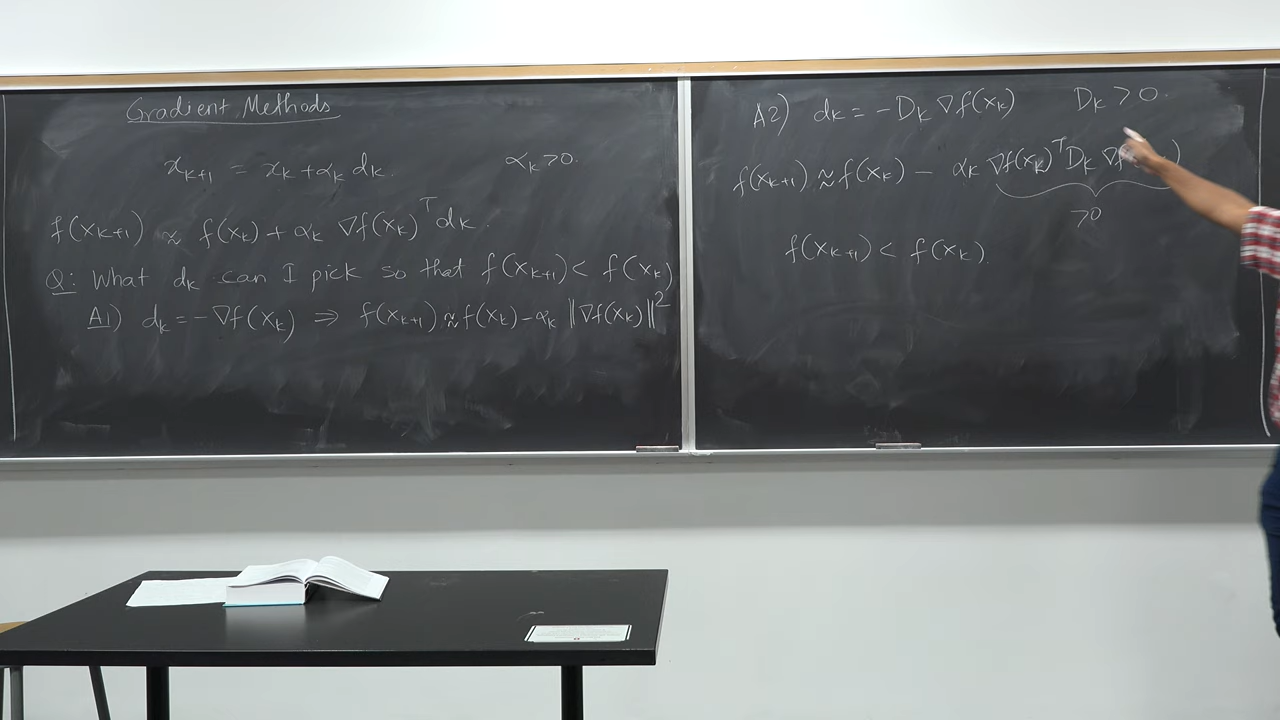 Gradient Methods
x_{k+1} = x_k + α_k d_k. α_k > 0.
f(x_{k+1}) ≈ f(x_k) + α_k ∇f(x_k)^T d_k.
Q: What d_k can I pick so that f(x_{k+1}) < f(x_k)
A1) d_k = -∇f(x_k) ⇒ f(x_{k+1}) ≈ f(x_k) - α_k ‖∇f(x_k)‖^2
A2) d_k = -D_k ∇f(x_k) D_k > 0.
f(x_{k+1}) ≈ f(x_k) - α_k ∇f(x_k)^T D_k ∇f )
>0
f(x_{k+1}) < f(x_k).